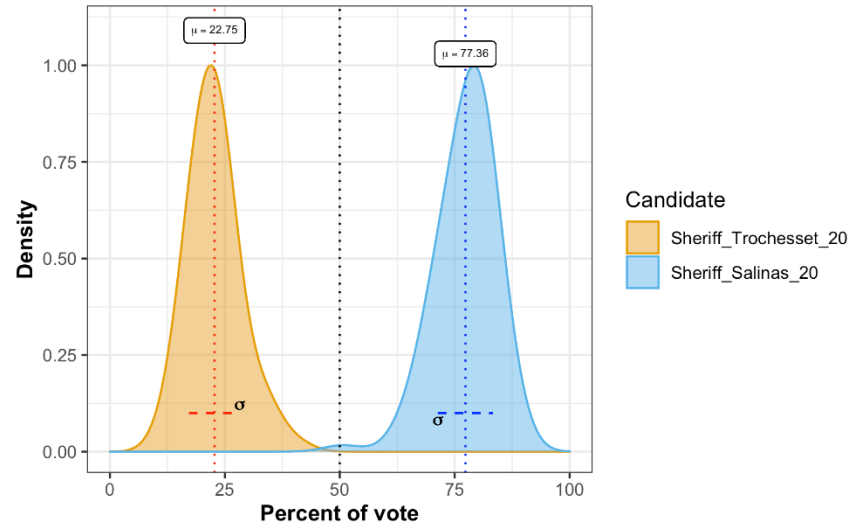 μ = 22.75
μ = 77.36
1.00
0.75
0.50
0.25
0.00
Density
σ
σ
0
25
50
75
100
Percent of vote
Candidate
Sheriff_Trochesset_20
Sheriff_Salinas_20